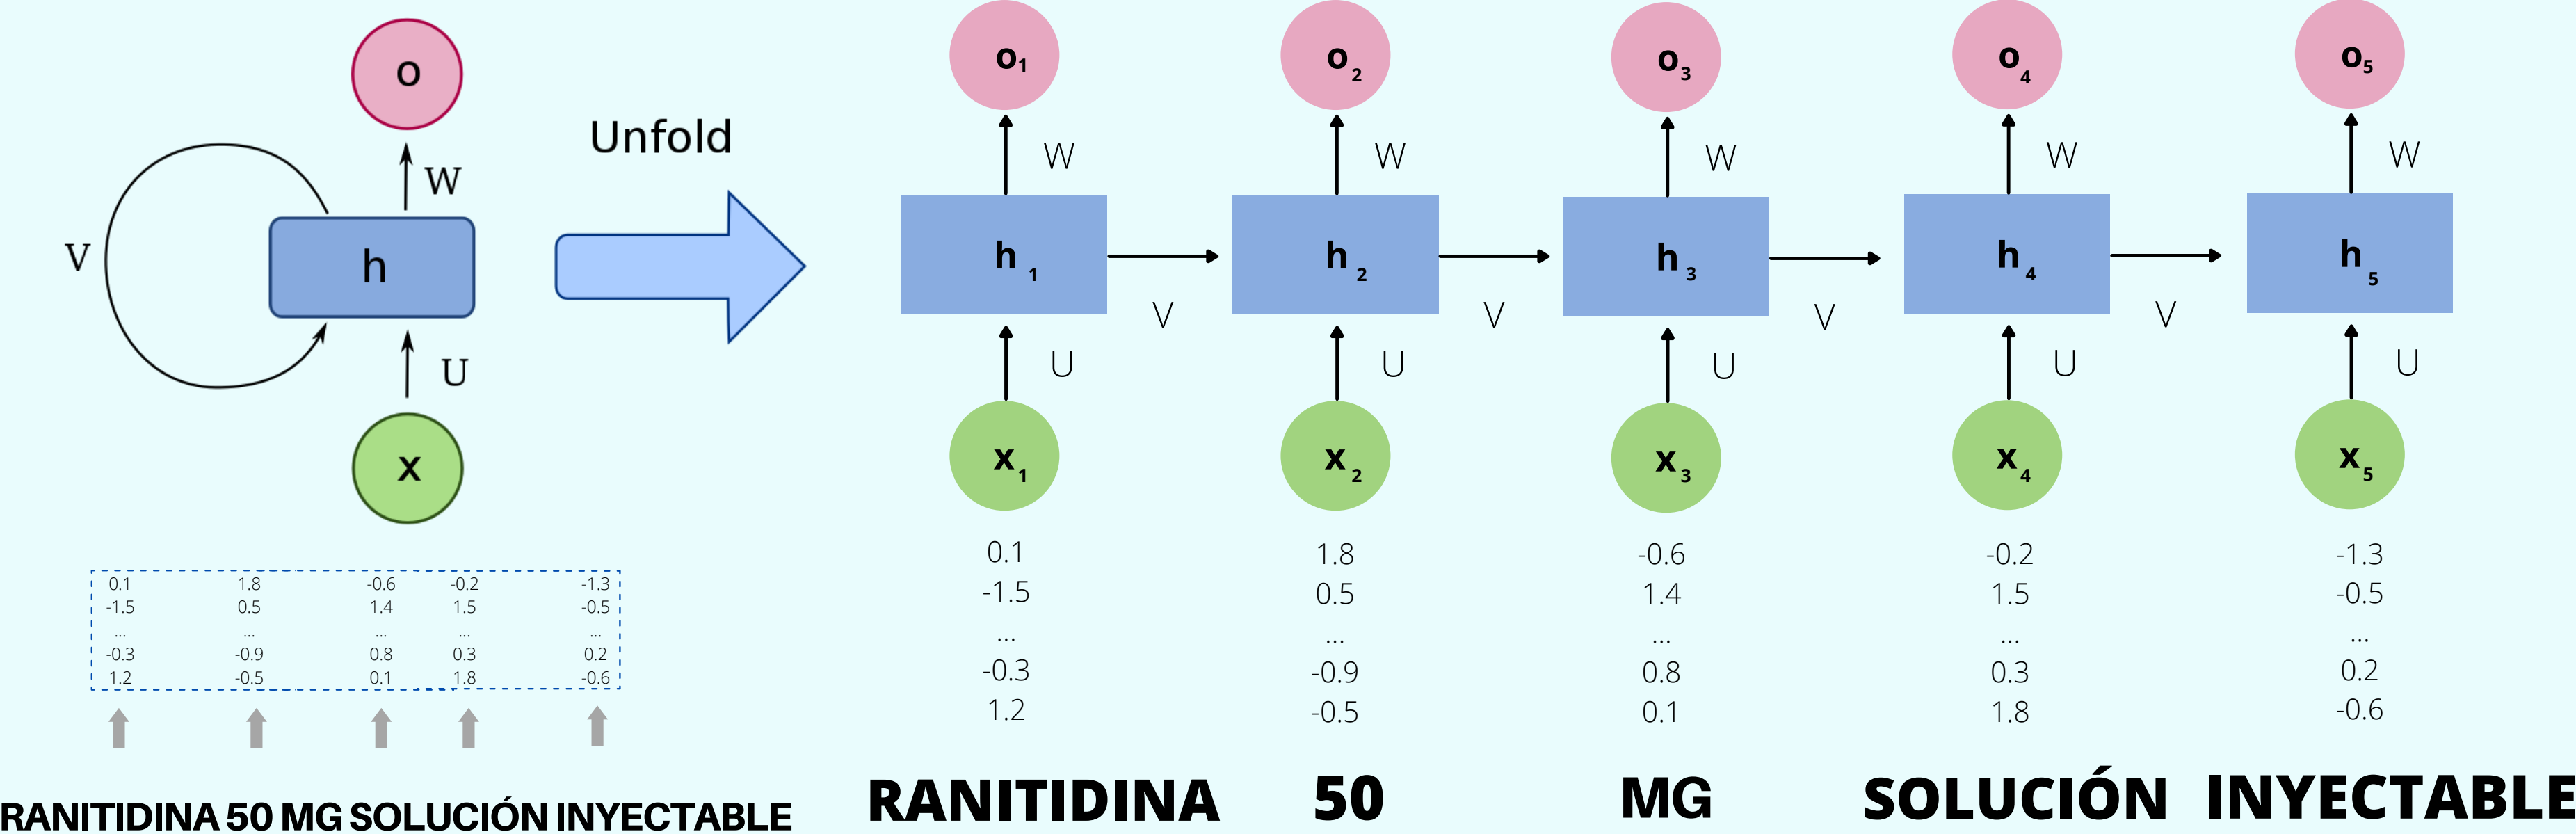 o
W
V
h
U
x
Unfold
0.1 1.8 -0.6 -0.2 -1.3
-1.5 0.5 1.4 1.5 -0.5
... ... ... ... ...
-0.3 -0.9 0.8 0.3 0.2
1.2 -0.5 0.1 1.8 -0.6
RANITIDINA 50 MG SOLUCIÓN INYECTABLE
o1 o2 o3 o4 o5
W W W W W
h1 h2 h3 h4 h5
V V V V
U U U U U
x1 x2 x3 x4 x5
0.1 1.8 -0.6 -0.2 -1.3
-1.5 0.5 1.4 1.5 -0.5
... ... ... ... ...
-0.3 -0.9 0.8 0.3 0.2
1.2 -0.5 0.1 1.8 -0.6
RANITIDINA 50 MG SOLUCIÓN INYECTABLE